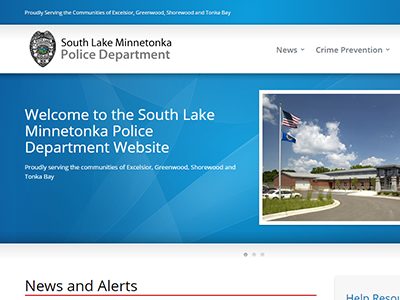 Proudly Serving the Communities of Excelsior, Greenwood, Shorewood and Tonka Bay
South Lake Minnetonka
Police Department
News
Crime Prevention
Welcome to the South Lake
Minnetonka Police
Department Website
Proudly serving the communities of Excelsior, Greenwood, Shorewood and
Tonka Bay
News and Alerts
Help Resou